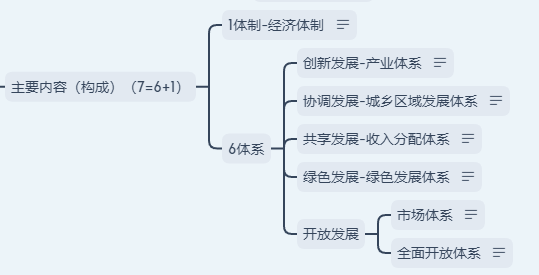 1体制-经济体制
主要内容（构成）（7=6+1）
6体系
创新发展-产业体系
协调发展-城乡区域发展体系
共享发展-收入分配体系
绿色发展-绿色发展体系
开放发展
市场体系
全面开放体系